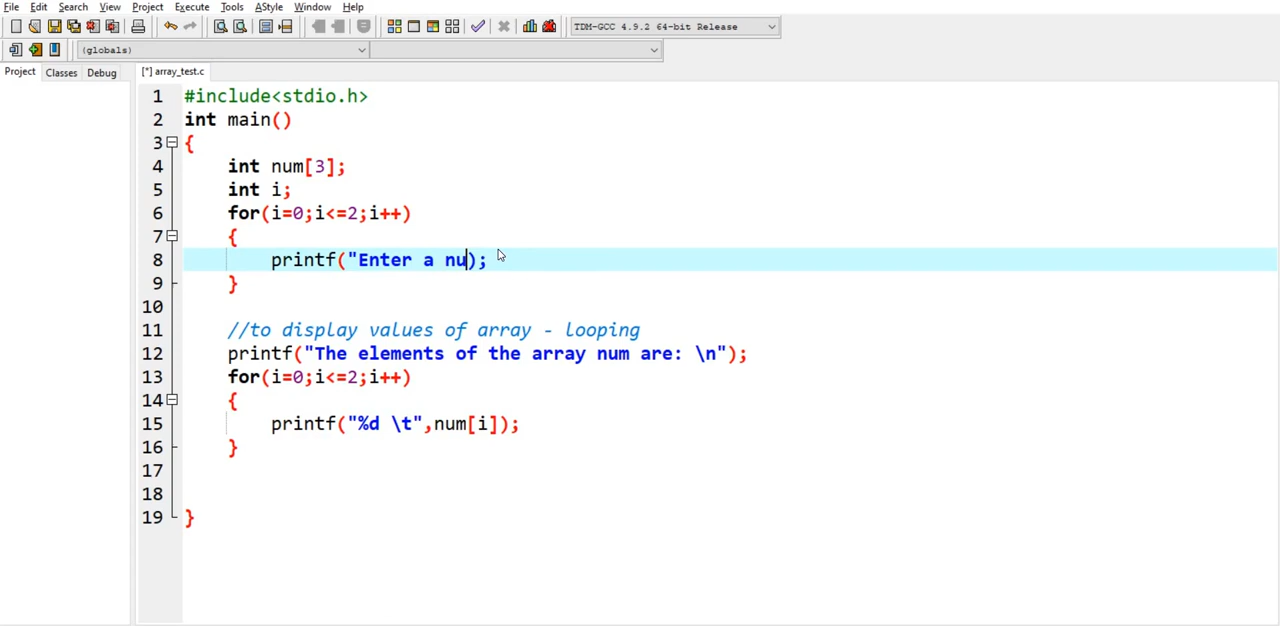 File Edit Search View Project Execute Tools AStyle Window Help
TDM-GCC 4.9.2 64-bit Release
(globals)
Project Classes Debug [*] array_test.c
1 #include<stdio.h>
2 int main()
3 {
4 int num[3];
5 int i;
6 for(i=0;i<=2;i++)
7 {
8 printf("Enter a nu);
9 }
10
11 //to display values of array - looping
12 printf("The elements of the array num are: \n");
13 for(i=0;i<=2;i++)
14 {
15 printf("%d \t",num[i]);
16 }
17
18
19 }